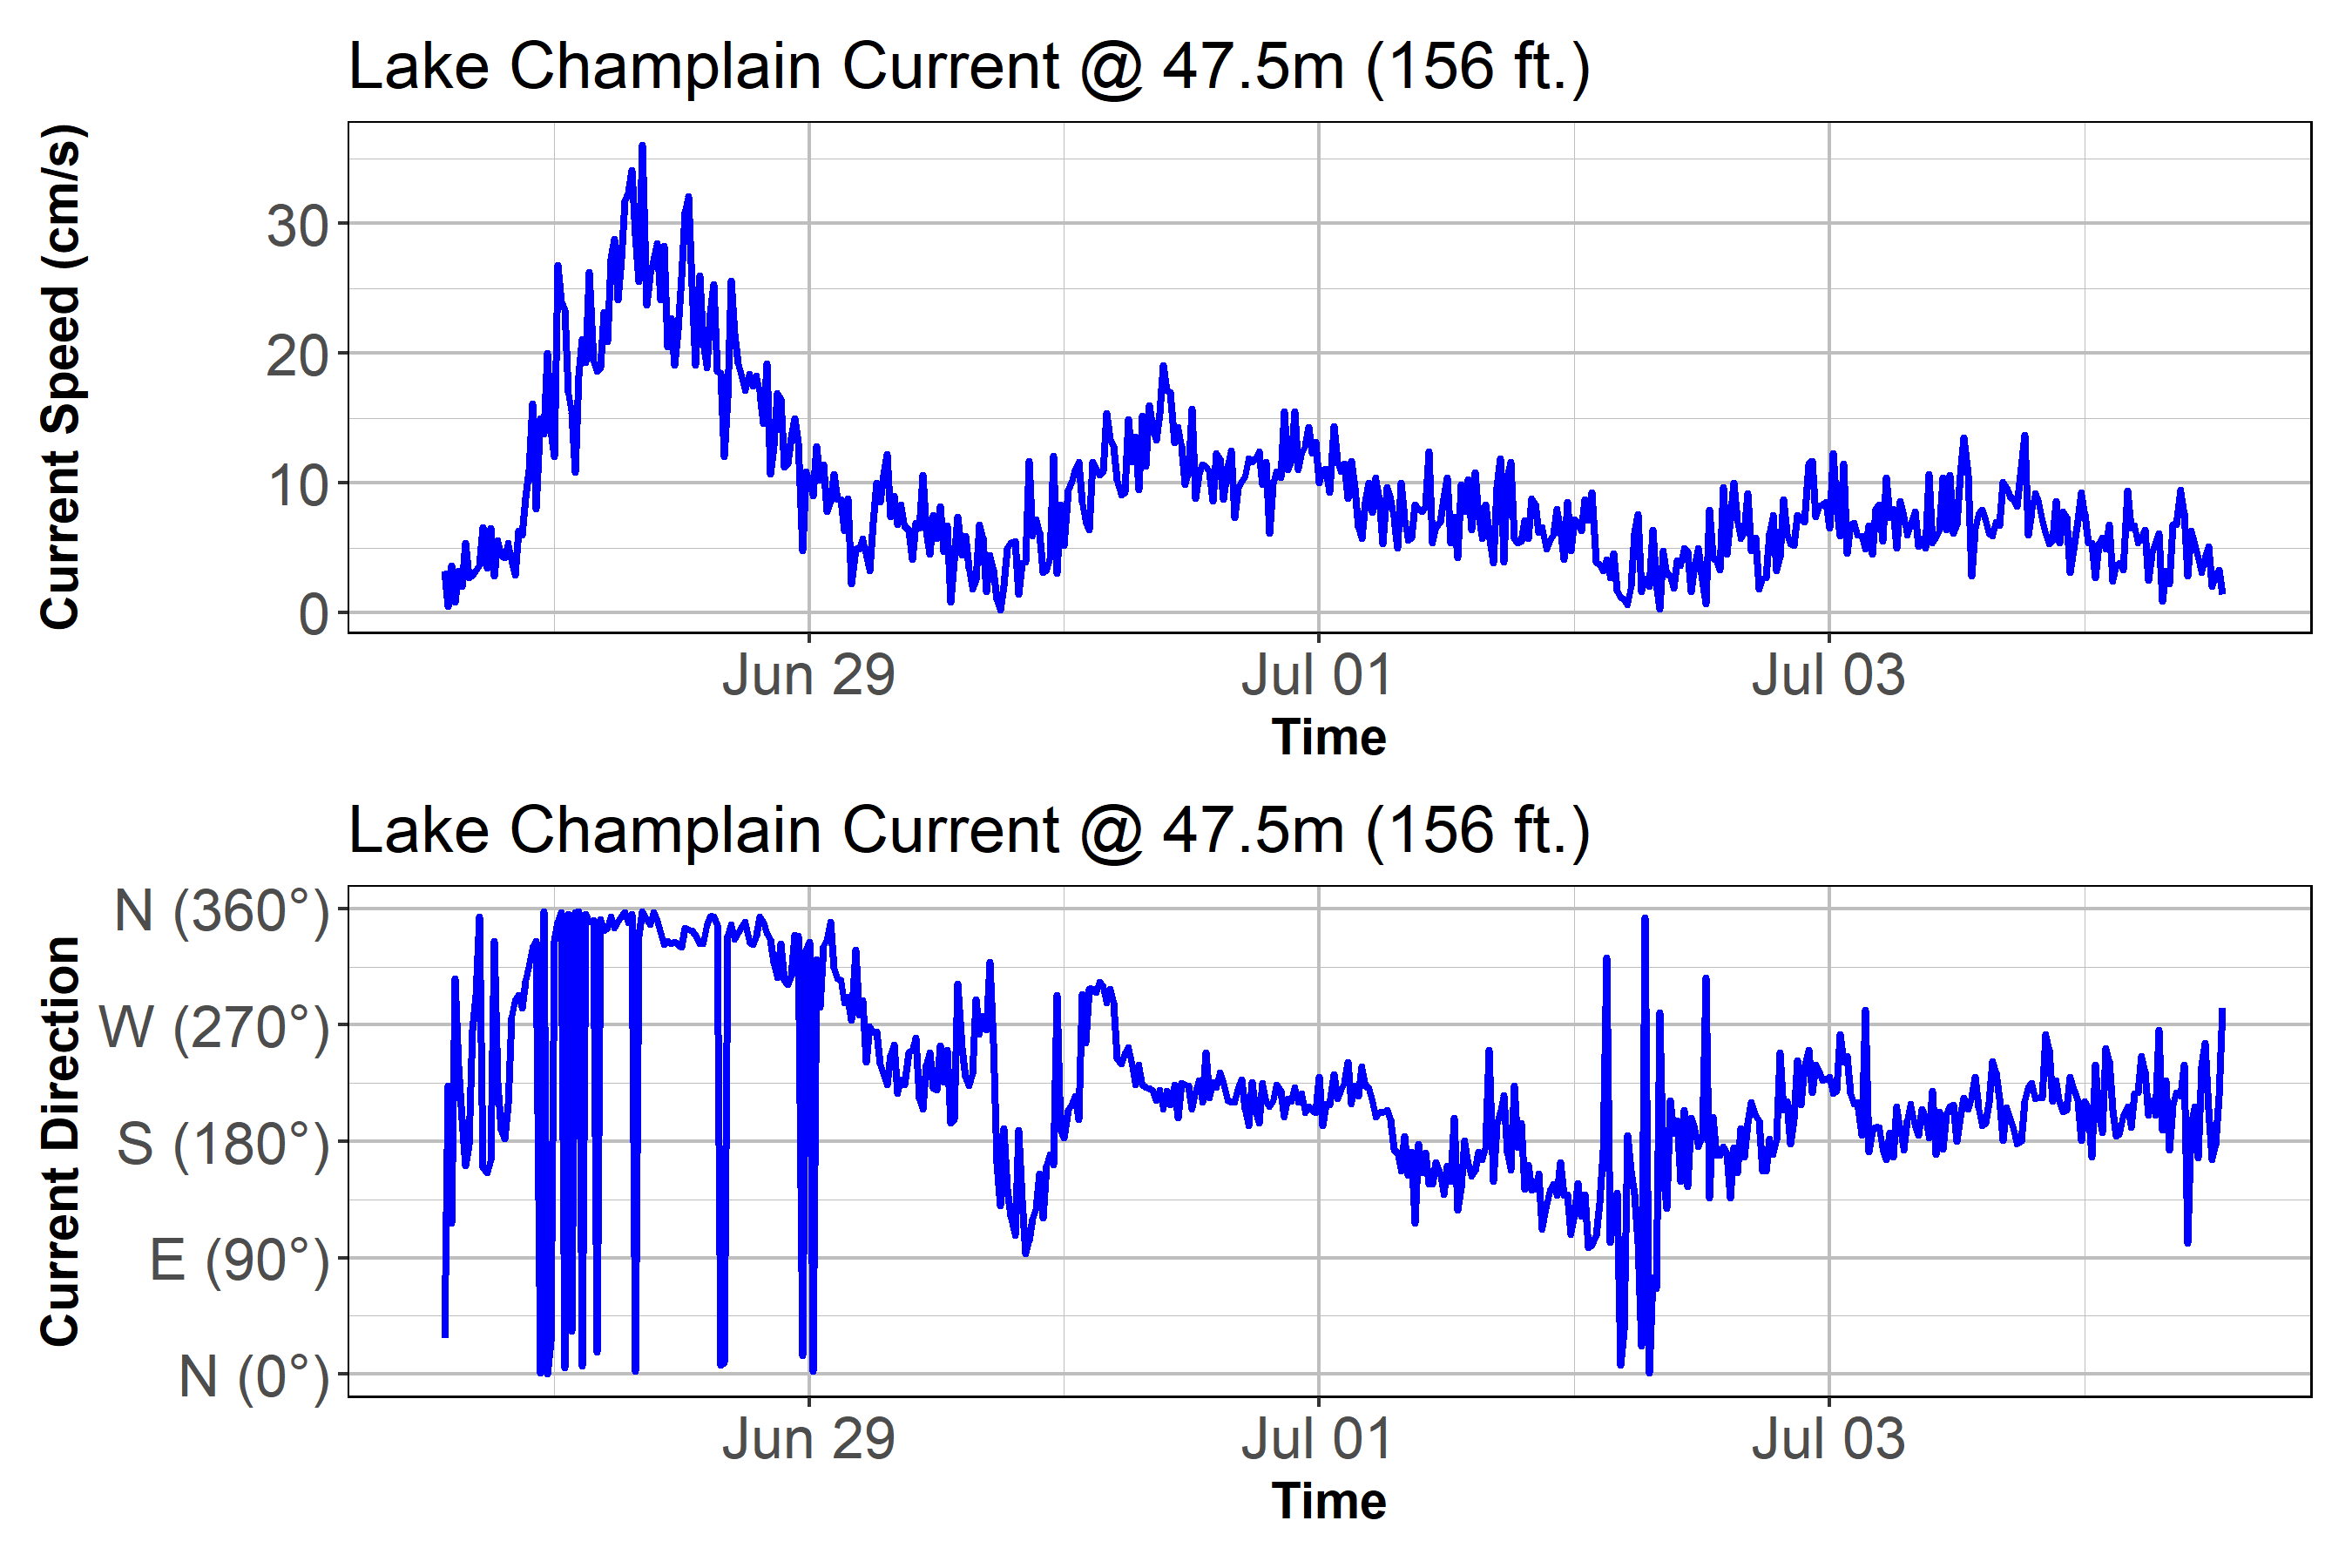 Lake Champlain Current @ 47.5m (156 ft.)
Current Speed (cm/s)
30
20
10
0
Jun 29 Jul 01 Jul 03
Time
Lake Champlain Current @ 47.5m (156 ft.)
Current Direction
N (360°)
W (270°)
S (180°)
E (90°)
N (0°)
Jun 29 Jul 01 Jul 03
Time